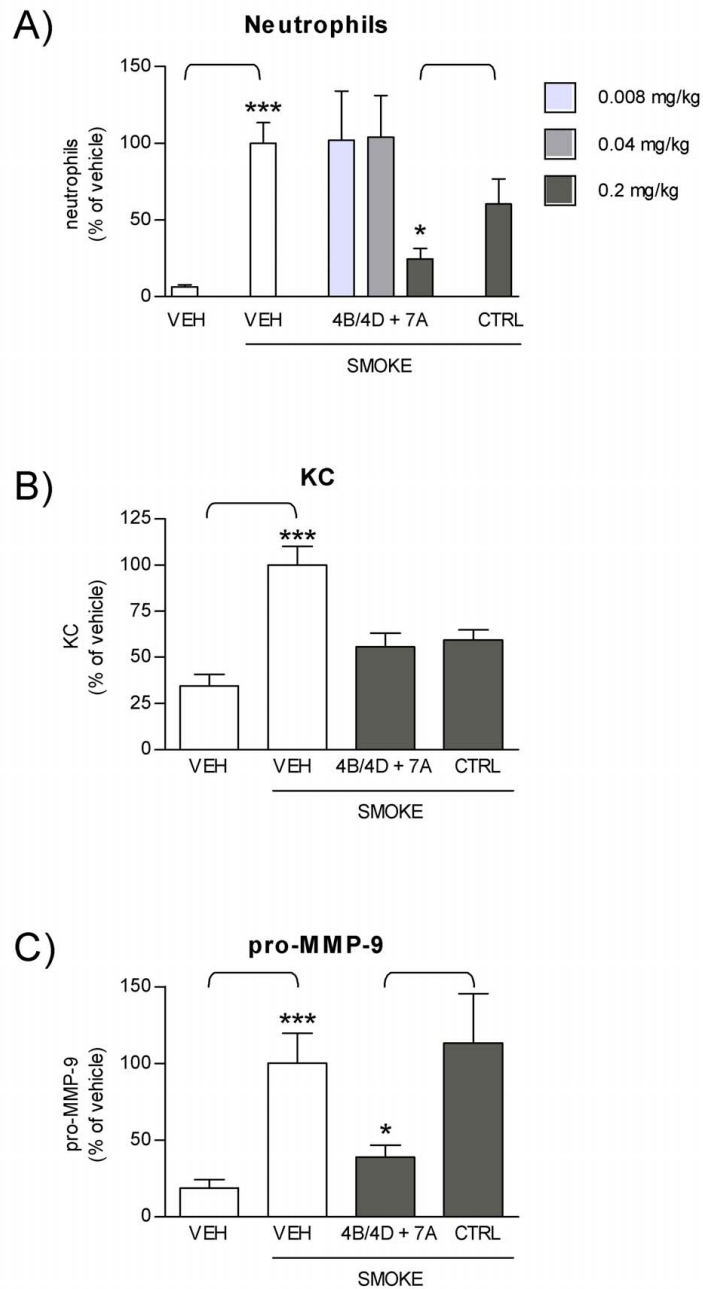 A)
Neutrophils
neutrophils
(% of vehicle)
150
100
50
0
***
*
0.008 mg/kg
0.04 mg/kg
0.2 mg/kg
VEH VEH 4B/4D + 7A CTRL
SMOKE
B)
KC
KC
(% of vehicle)
125
100
75
50
25
0
***
VEH VEH 4B/4D + 7A CTRL
SMOKE
C)
pro-MMP-9
pro-MMP-9
(% of vehicle)
150
100
50
0
***
*
VEH VEH 4B/4D + 7A CTRL
SMOKE